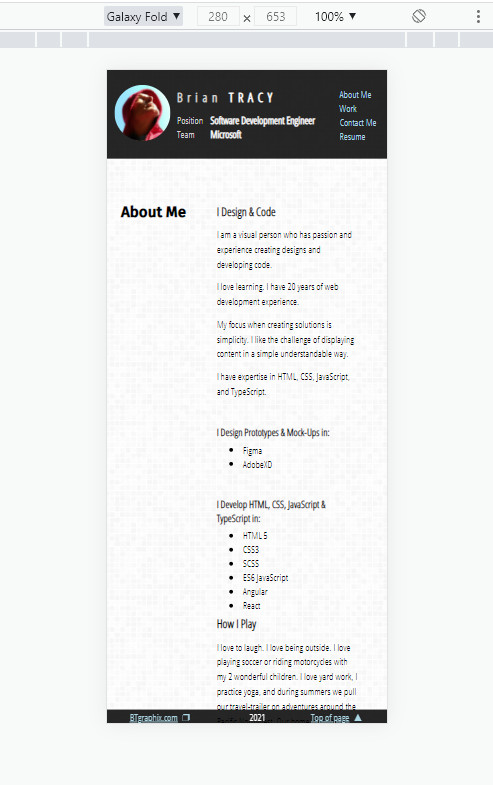 Galaxy Fold ▼ 280 × 653 100% ▼
Brian TRACY
Position Software Development Engineer
Team Microsoft
About Me
Work
Contact Me
Resume
About Me
I Design & Code
I am a visual person who has passion and
experience creating designs and
developing code.
I love learning. I have 20 years of web
development experience.
My focus when creating solutions is
simplicity. I like the challenge of displaying
content in a simple understandable way.
I have expertise in HTML, CSS, JavaScript,
and TypeScript.
I Design Prototypes & Mock-Ups in:
• Figma
• AdobeXD
I Develop HTML, CSS, JavaScript &
TypeScript in:
• HTML 5
• CSS3
• SCSS
• ES6 JavaScript
• Angular
• React
How I Play
I love to laugh. I love being outside. I love
playing soccer or riding motorcycles with
my 2 wonderful children. I love yard work, I
practice yoga, and during summers we pull
our travel-trailer on adventures around the
BTgraphix.com 2021 Top of page ▲